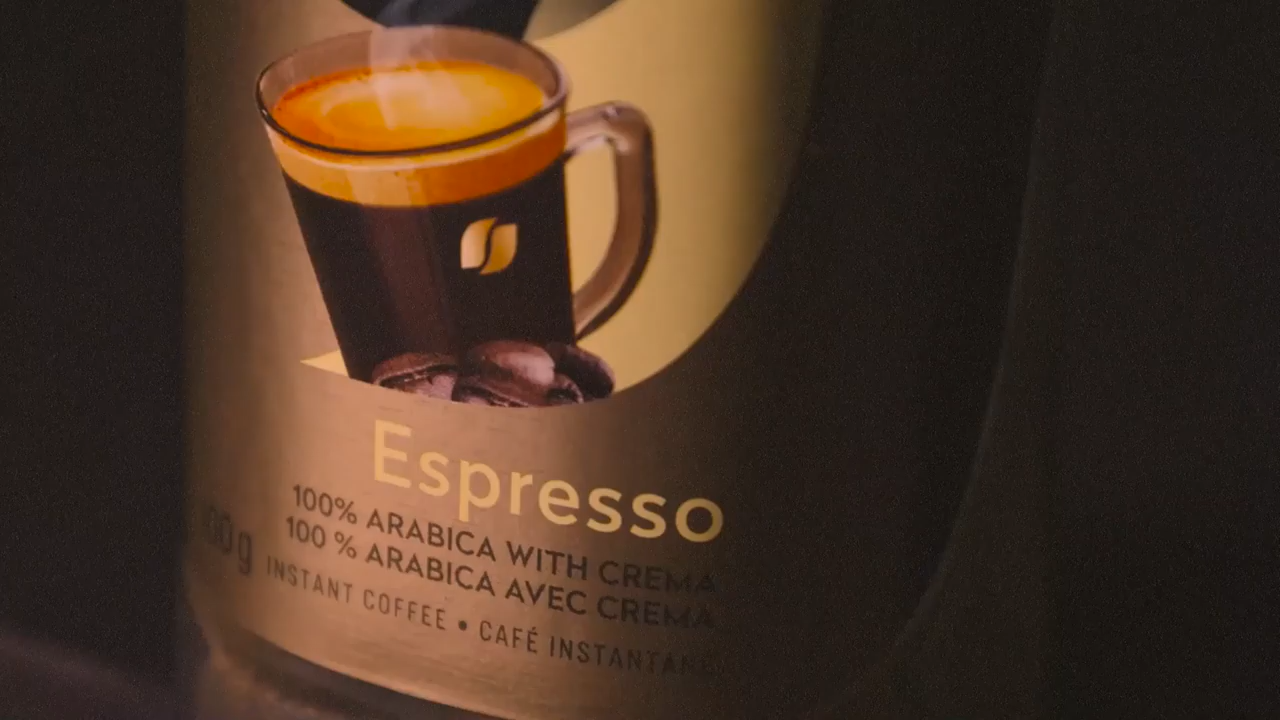 Espresso
100% ARABICA WITH CREMA
100 % ARABICA AVEC CREMA
INSTANT COFFEE • CAFÉ INSTANTANÉ